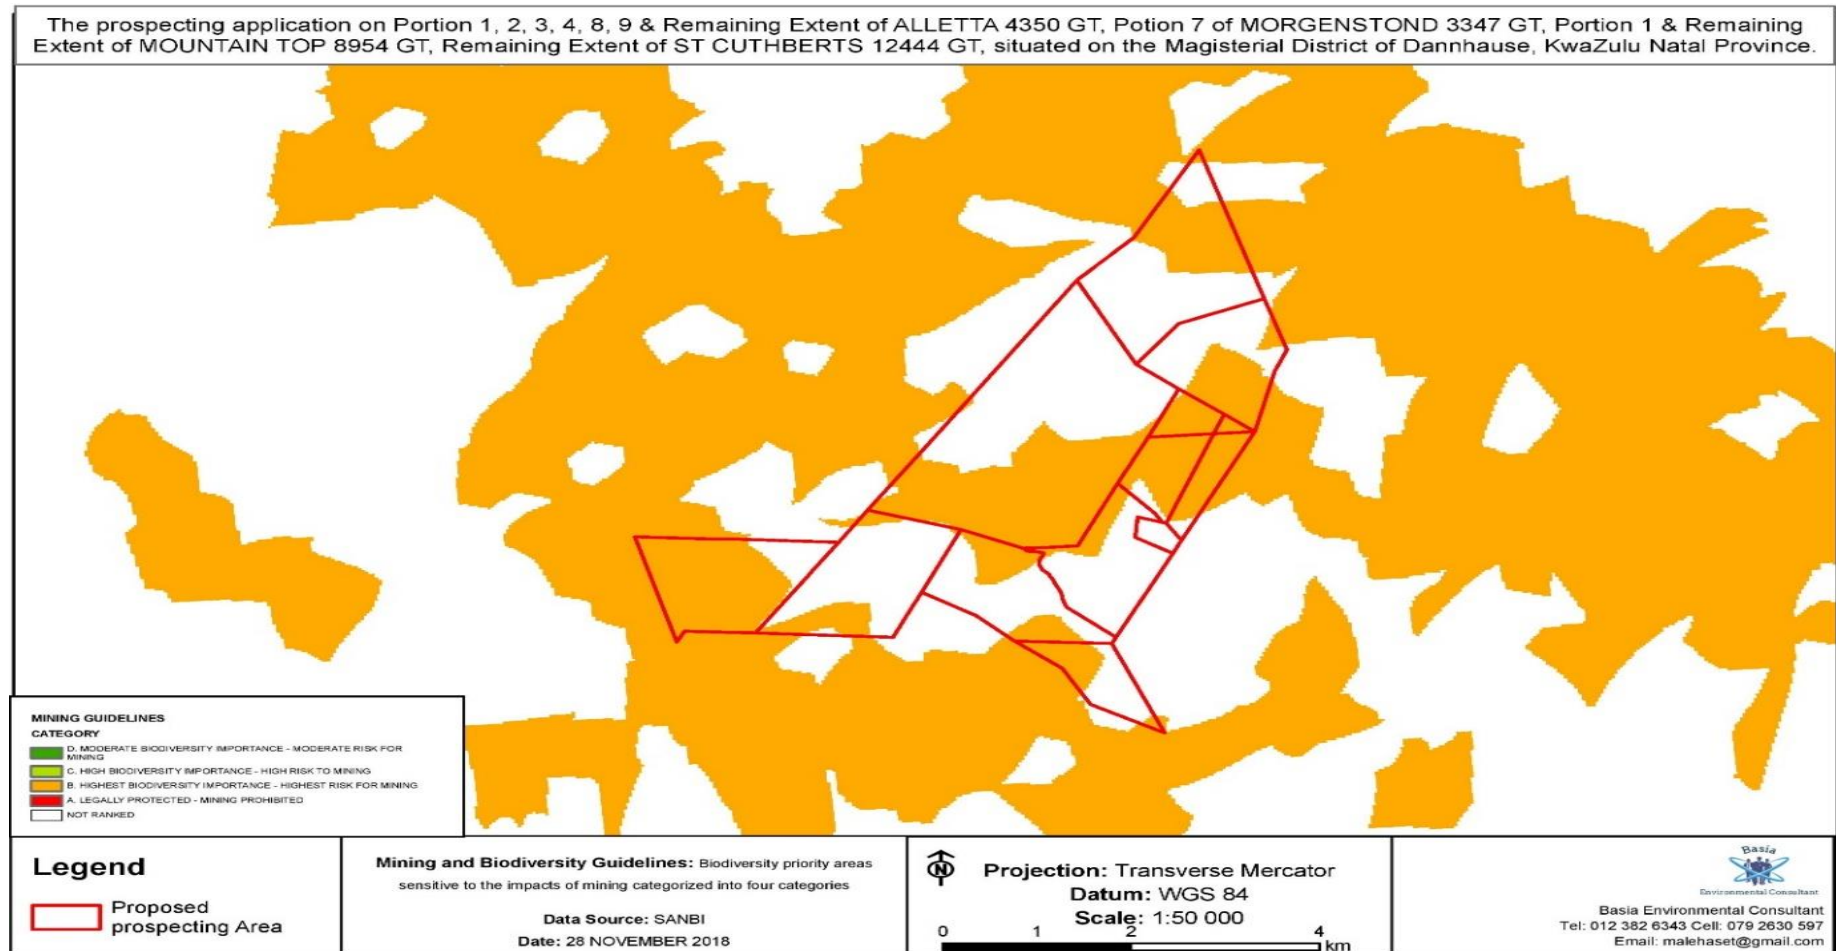 The prospecting application on Portion 1, 2, 3, 4, 8, 9 & Remaining Extent of ALLETTA 4350 GT, Potion 7 of MORGENSTOND 3347 GT, Portion 1 & Remaining
Extent of MOUNTAIN TOP 8954 GT, Remaining Extent of ST CUTHBERTS 12444 GT, situated on the Magisterial District of Dannhause, KwaZulu Natal Province.
MINING GUIDELINES
CATEGORY
D. MODERATE BIODIVERSITY IMPORTANCE - MODERATE RISK FOR
MINING
C. HIGH BIODIVERSITY IMPORTANCE - HIGH RISK TO MINING
B. HIGHEST BIODIVERSITY IMPORTANCE - HIGHEST RISK FOR MINING
A. LEGALLY PROTECTED - MINING PROHIBITED
NOT RANKED
Legend
Proposed
prospecting Area
Mining and Biodiversity Guidelines: Biodiversity priority areas
sensitive to the impacts of mining categorized into four categories
Data Source: SANBI
Date: 28 NOVEMBER 2018
N
Projection: Transverse Mercator
Datum: WGS 84
Scale: 1:50 000
0 1 2 4
km
Basia
Environmental Consultant
Basia Environmental Consultant
Tel: 012 382 6343 Cell: 079 2630 597
Email: malehaset@gmail.com